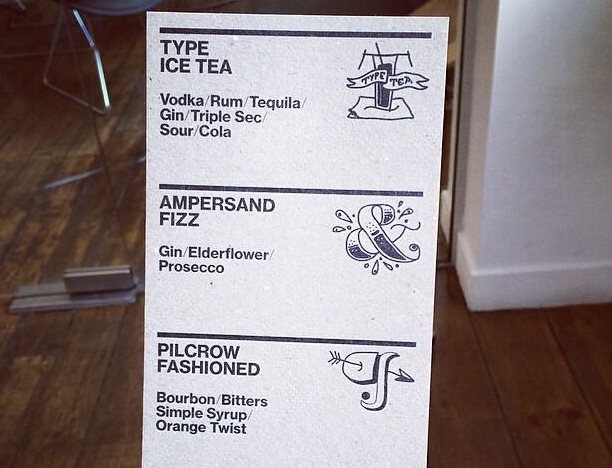 TYPE
ICE TEA
TYPE TEA
Vodka/Rum/Tequila/
Gin/Triple Sec/
Sour/Cola
AMPERSAND
FIZZ
&
Gin/Elderflower/
Prosecco
PILCROW
FASHIONED
¶
Bourbon/Bitters
Simple Syrup/
Orange Twist